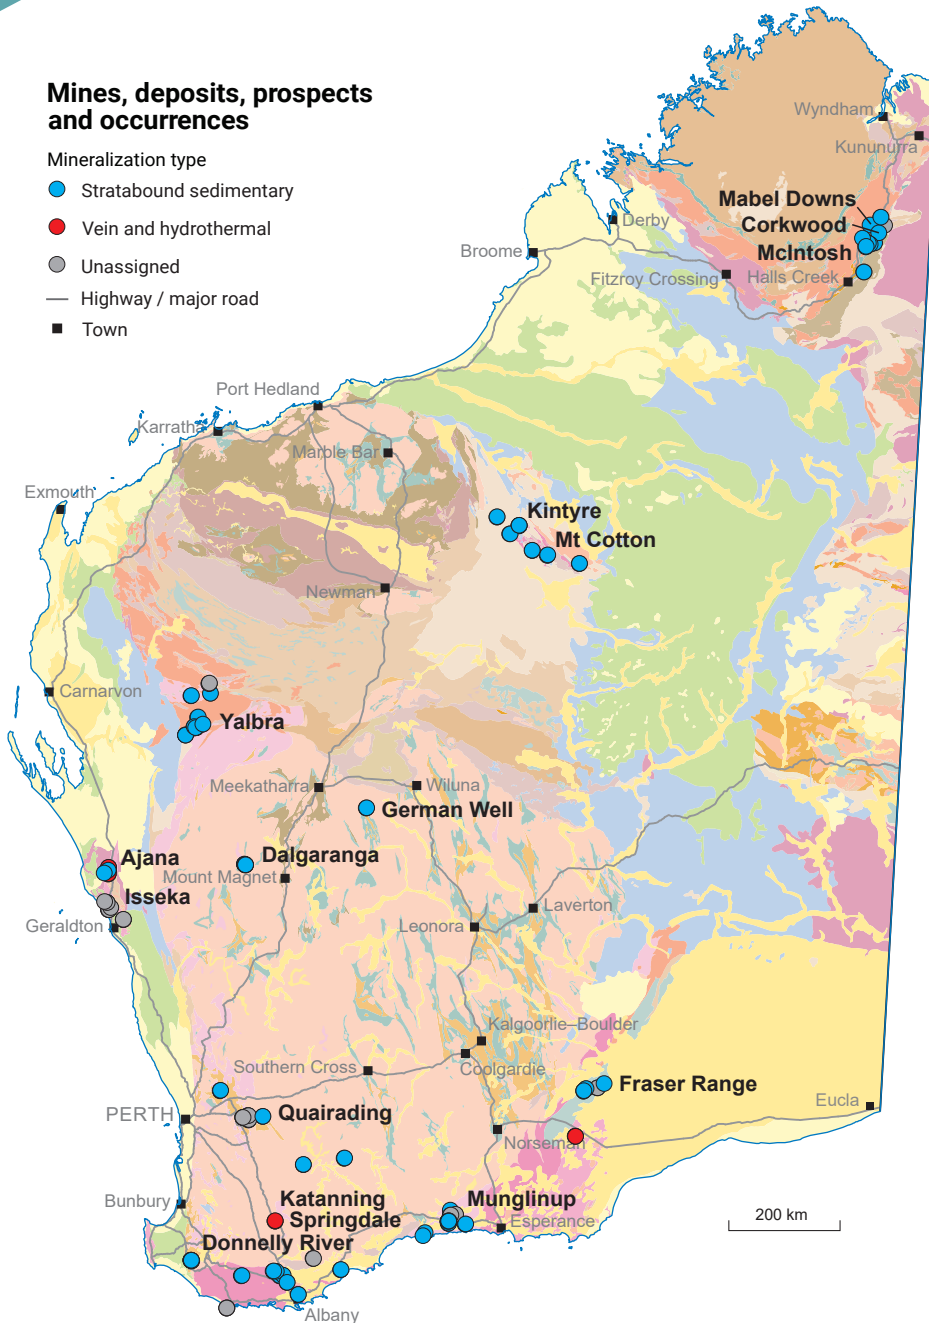 Mines, deposits, prospects
and occurrences
Mineralization type
Stratabound sedimentary
Vein and hydrothermal
Unassigned
Highway / major road
Town
Wyndham
Kununurra
Mabel Downs
Derby
Corkwood
Broome
McIntosh
Fitzroy Crossing
Halls Creek
Port Hedland
Karratha
Marble Bar
Exmouth
Kintyre
Mt Cotton
Newman
Carnarvon
Yalbra
Meekatharra
Wiluna
German Well
Ajana
Dalgaranga
Mount Magnet
Isseka
Laverton
Geraldton
Leonora
Kalgoorlie–Boulder
Southern Cross
Coolgardie
Fraser Range
Eucla
PERTH
Quairading
Norseman
Katanning
Munglinup
Bunbury
Springdale
Esperance
200 km
Donnelly River
Albany